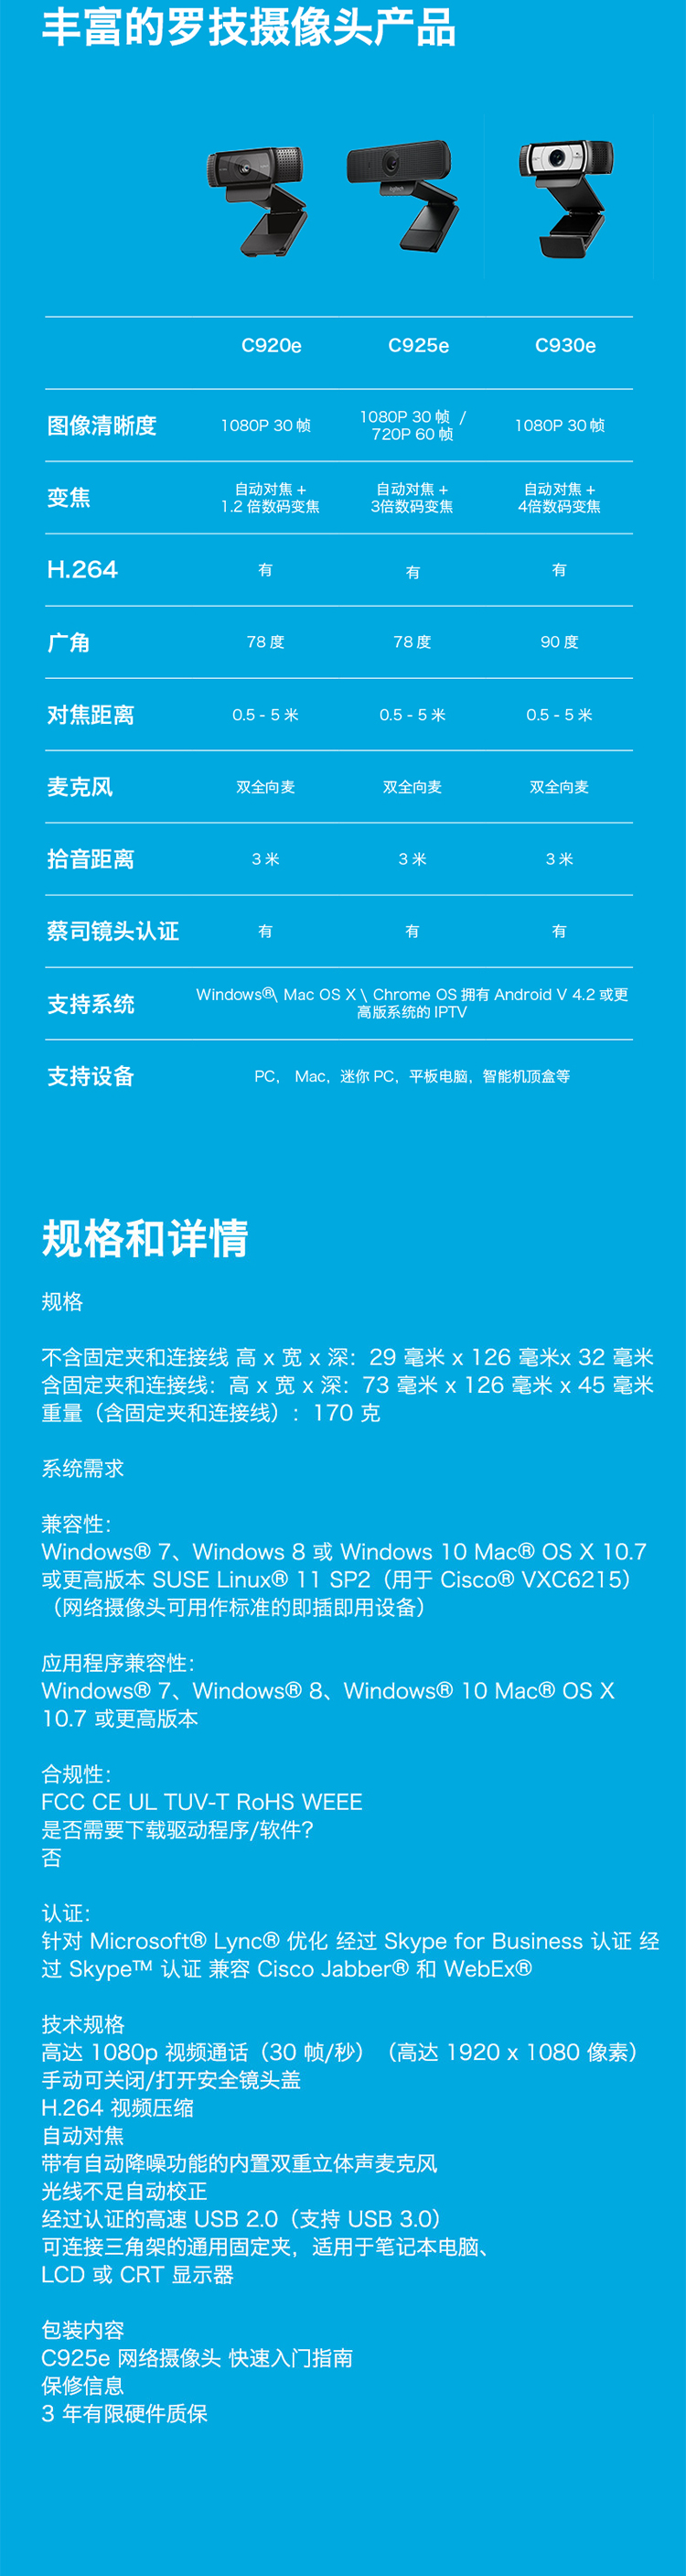 丰富的罗技摄像头产品
C920e C925e C930e
图像清晰度 1080P 30 帧 1080P 30 帧 / 720P 60 帧 1080P 30 帧
变焦 自动对焦 + 1.2 倍数码变焦 自动对焦 + 3倍数码变焦 自动对焦 + 4倍数码变焦
H.264 有 有 有
广角 78 度 78 度 90 度
对焦距离 0.5 - 5 米 0.5 - 5 米 0.5 - 5 米
麦克风 双全向麦 双全向麦 双全向麦
拾音距离 3 米 3 米 3 米
蔡司镜头认证 有 有 有
支持系统 Windows®\ Mac OS X \ Chrome OS 拥有 Android V 4.2 或更
高版系统的 IPTV
支持设备 PC， Mac，迷你 PC，平板电脑，智能机顶盒等
规格和详情
规格
不含固定夹和连接线 高 x 宽 x 深：29 毫米 x 126 毫米x 32 毫米
含固定夹和连接线：高 x 宽 x 深：73 毫米 x 126 毫米 x 45 毫米
重量（含固定夹和连接线）：170 克
系统需求
兼容性：
Windows® 7、Windows 8 或 Windows 10 Mac® OS X 10.7
或更高版本 SUSE Linux® 11 SP2（用于 Cisco® VXC6215）
（网络摄像头可用作标准的即插即用设备）
应用程序兼容性：
Windows® 7、Windows® 8、Windows® 10 Mac® OS X
10.7 或更高版本
合规性：
FCC CE UL TUV-T RoHS WEEE
是否需要下载驱动程序/软件？
否
认证：
针对 Microsoft® Lync® 优化 经过 Skype for Business 认证 经
过 Skype™ 认证 兼容 Cisco Jabber® 和 WebEx®
技术规格
高达 1080p 视频通话（30 帧/秒）（高达 1920 x 1080 像素）
手动可关闭/打开安全镜头盖
H.264 视频压缩
自动对焦
带有自动降噪功能的内置双重立体声麦克风
光线不足自动校正
经过认证的高速 USB 2.0（支持 USB 3.0）
可连接三角架的通用固定夹，适用于笔记本电脑、
LCD 或 CRT 显示器
包装内容
C925e 网络摄像头 快速入门指南
保修信息
3 年有限硬件质保